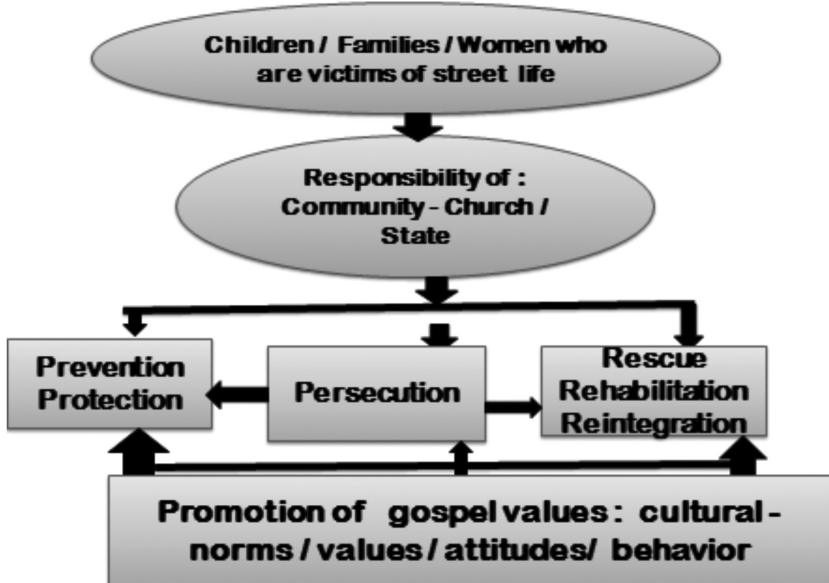 Children / Families / Women who
are victims of street life
Responsibility of :
Community - Church /
State
Prevention
Protection
Persecution
Rescue
Rehabilitation
Reintegration
Promotion of gospel values : cultural -
norms / values / attitudes/ behavior